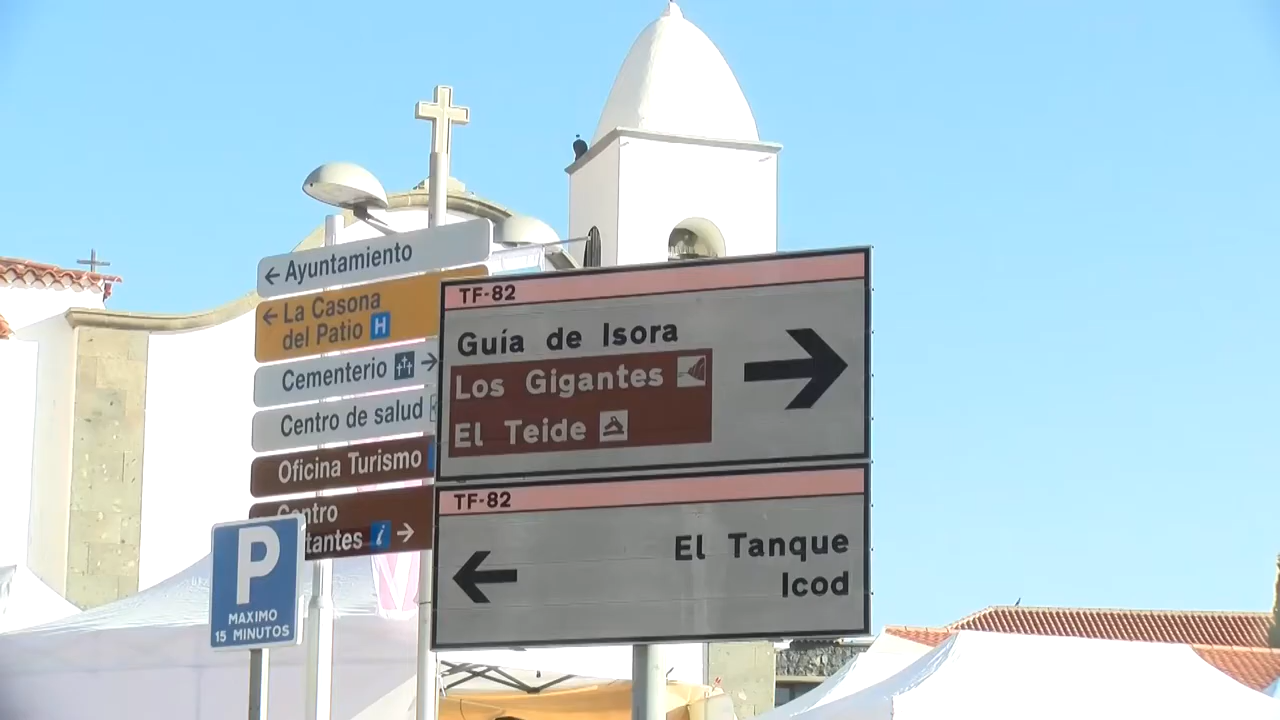 Ayuntamiento
La Casona
del Patio H
Cementerio
Centro de salud
Oficina Turismo
Centro
tantes i
P
MAXIMO
15 MINUTOS
TF-82
Guía de Isora
Los Gigantes
El Teide
TF-82
El Tanque
Icod